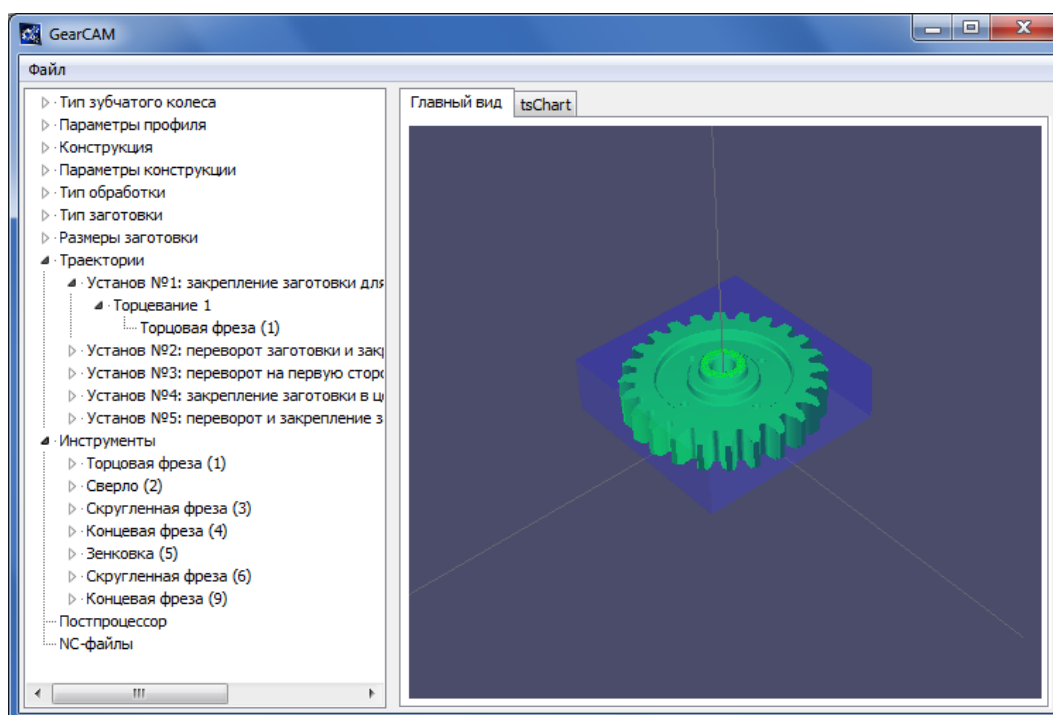 GearCAM
Файл
Тип зубчатого колеса
Параметры профиля
Конструкция
Параметры конструкции
Тип обработки
Тип заготовки
Размеры заготовки
Траектории
Установ №1: закрепление заготовки для
Торцевание 1
Торцовая фреза (1)
Установ №2: переворот заготовки и
Установ №3: переворот на первую
Установ №4: закрепление заготовки в
Установ №5: переворот и закрепление
Инструменты
Торцовая фреза (1)
Сверло (2)
Скругленная фреза (3)
Концевая фреза (4)
Зенковка (5)
Скругленная фреза (6)
Концевая фреза (9)
Постпроцессор
NC-файлы
Главный вид
tsChart